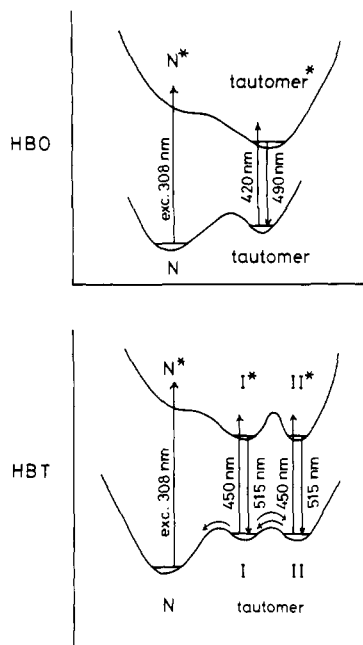 HBO
N*
tautomer*
exc. 308 nm
420 nm
490 nm
N
tautomer
HBT
N*
I*
II*
exc. 308 nm
450 nm
515 nm
450 nm
515 nm
N
I
II
tautomer